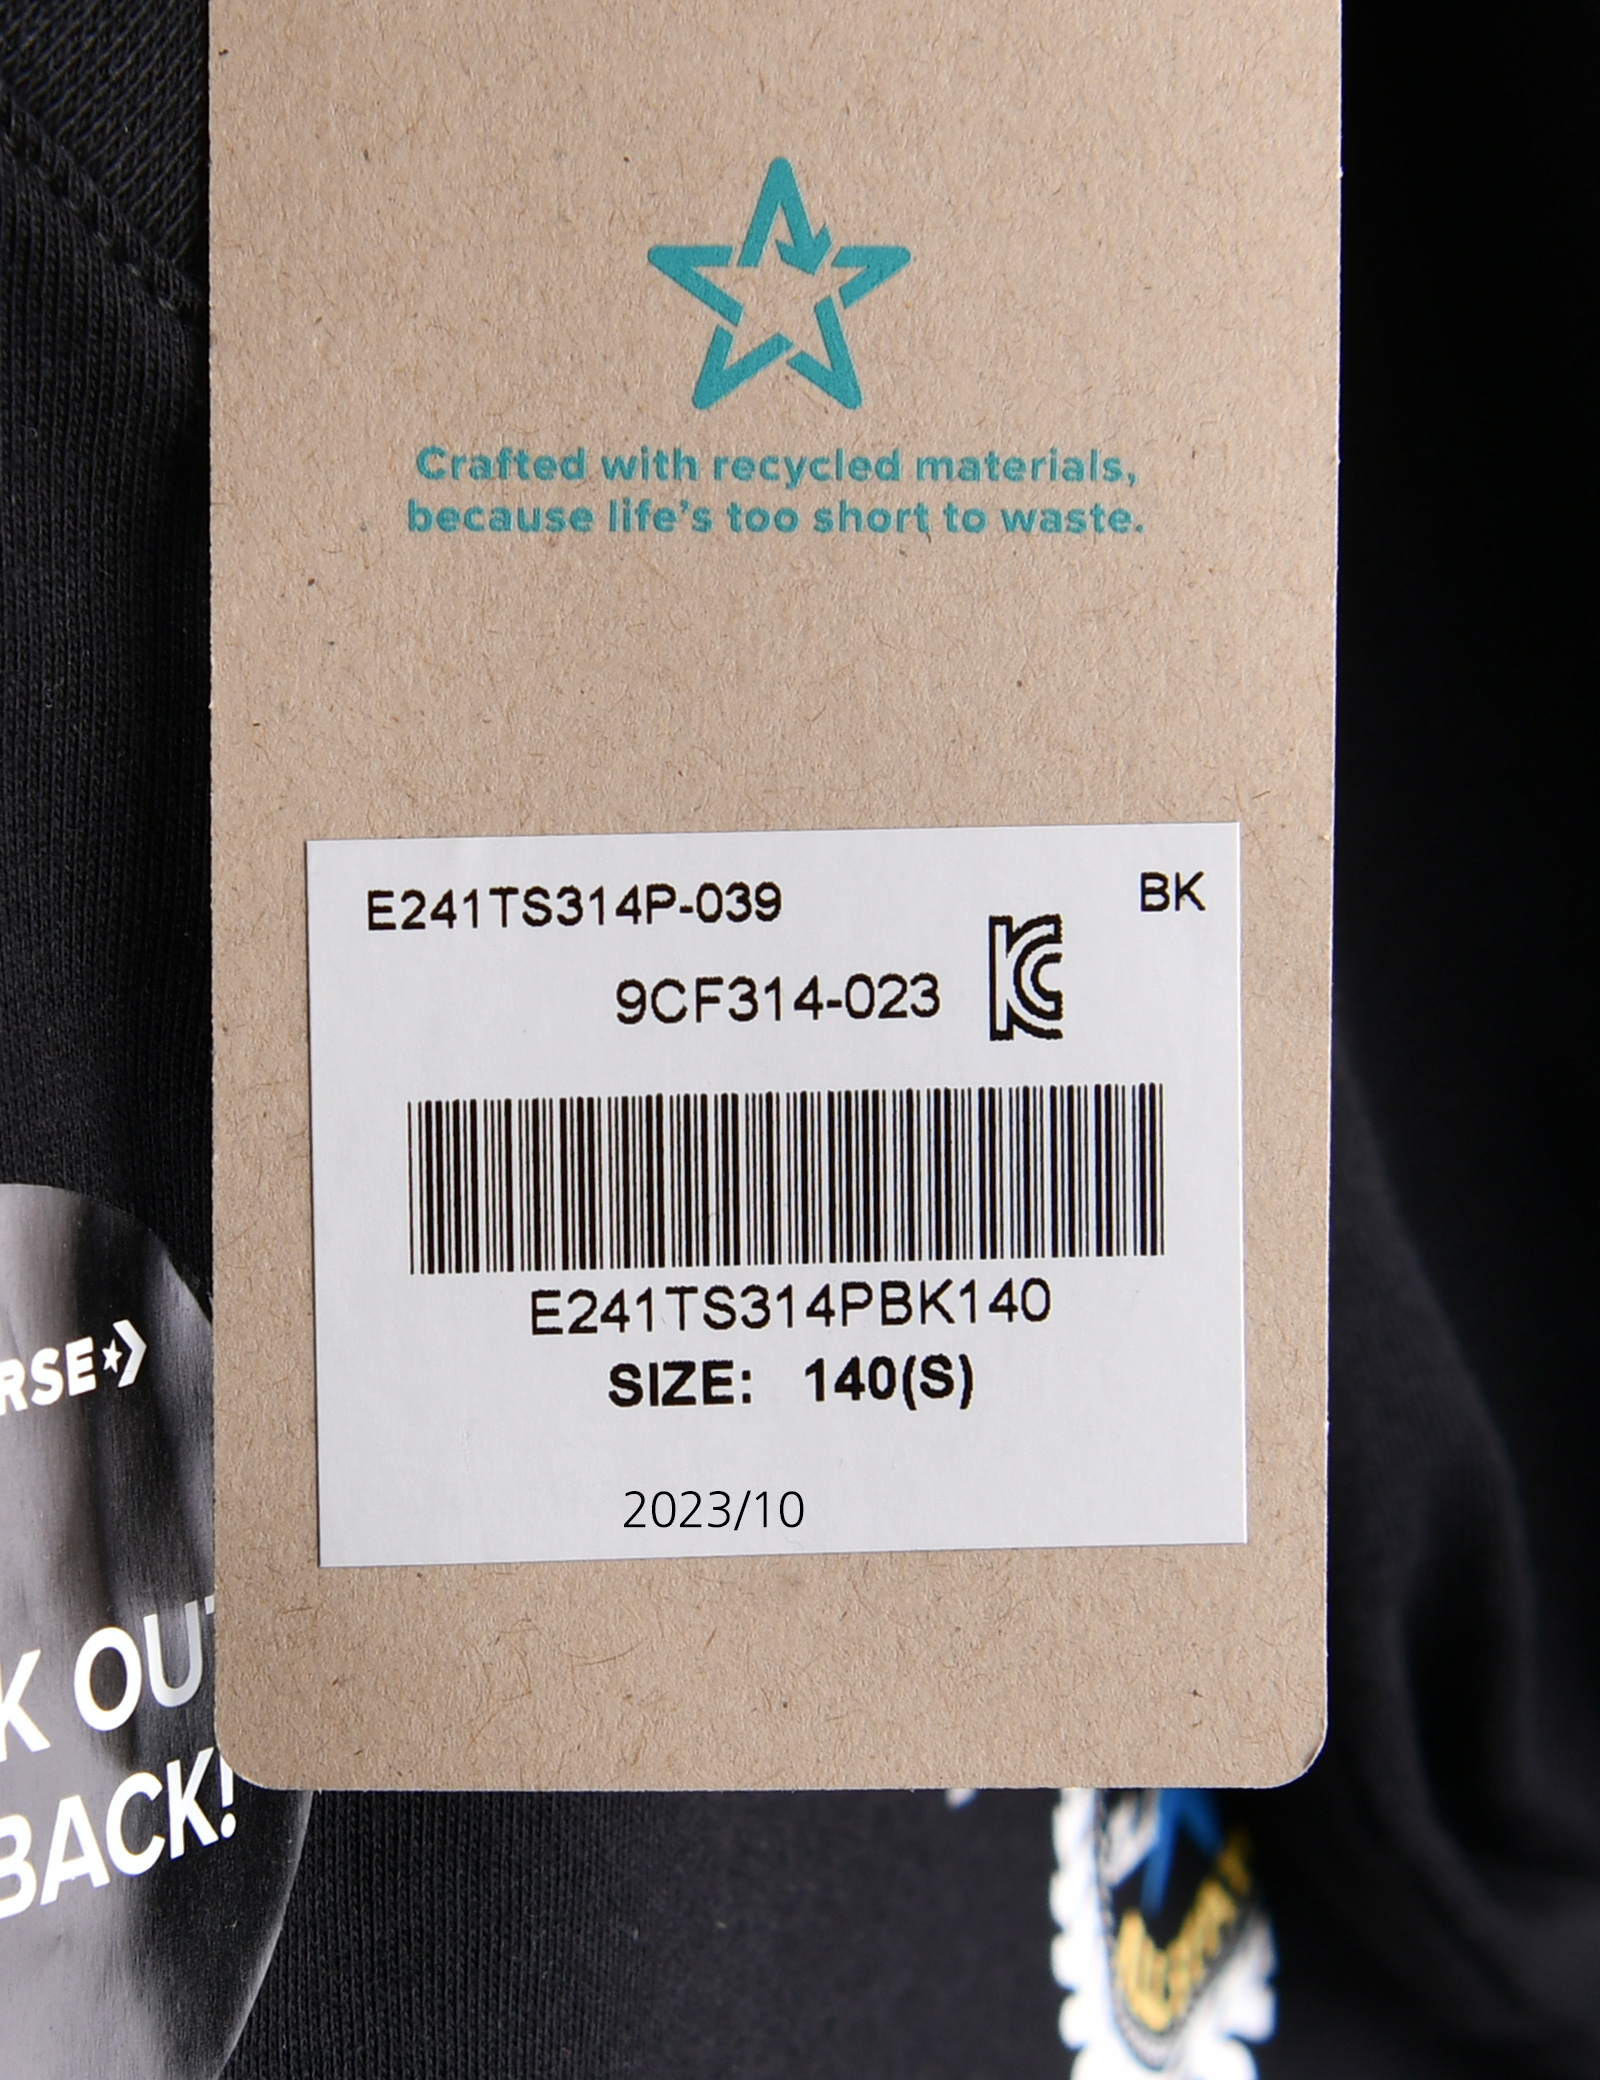 Crafted with recycled materials,
because life's too short to waste.
E241TS314P-039
BK
9CF314-023
E241TS314PBK140
SIZE: 140(S)
2023/10
RSE
K OUT
BACK!